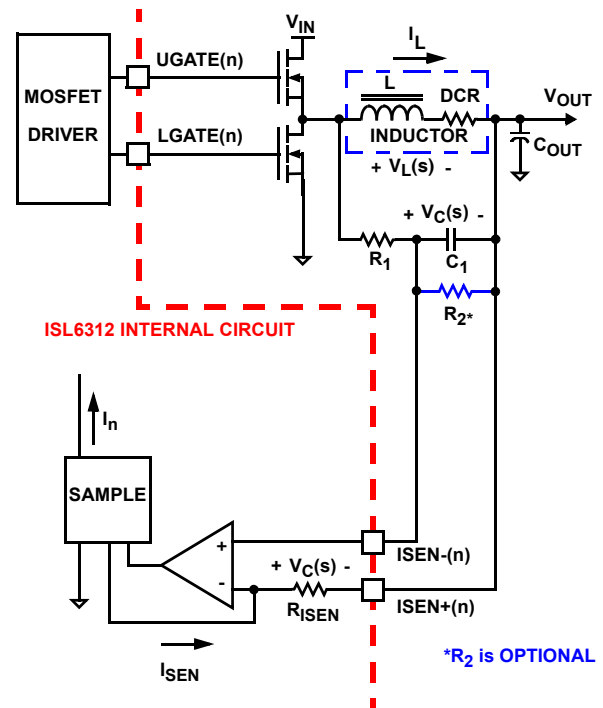 V_IN
I_L
UGATE(n)
MOSFET
DRIVER
L
DCR
V_OUT
LGATE(n)
INDUCTOR
C_OUT
+ V_L(s) -
+ V_C(s) -
R_1
C_1
R_2*
ISL6312 INTERNAL CIRCUIT
I_n
SAMPLE
+
ISEN-(n)
+ V_C(s) -
-
R_ISEN
ISEN+(n)
I_SEN
*R_2 is OPTIONAL